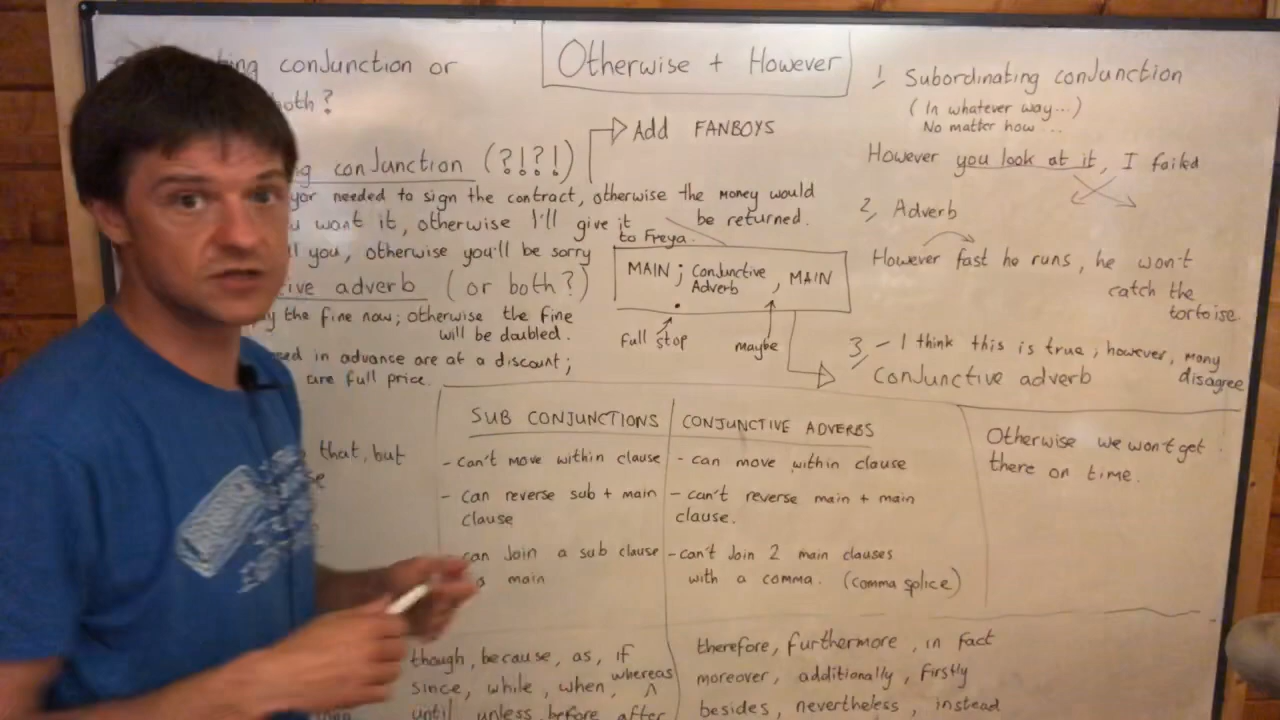 Otherwise + However
conjunction or
both?
Add FANBOYS
conjunction (?!?!)
needed to sign the contract, otherwise the money would
be returned.
want it, otherwise I'll give it
to Freya.
you, otherwise you'll be sorry
adverb (or both?)
the fine now; otherwise the fine
will be doubled.
in advance are at a discount;
are full price.
that, but
MAIN ; Conjunctive Adverb , MAIN
Full stop
maybe
1, Subordinating conjunction
(In whatever way...)
No matter how ...
However you look at it, I failed
2, Adverb
However fast he runs, he won't
catch the
tortoise.
3, - I think this is true; however, many
disagree
Conjunctive adverb
SUB CONJUNCTIONS
- can't move within clause
- can reverse sub + main
clause
can join a sub clause
main
though, because, as, if
whereas
since, while, when,
until, unless, before, after
CONJUNCTIVE ADVERBS
- can move within clause
- can't reverse main + main
clause.
- can't join 2 main clauses
with a comma. (comma splice)
therefore, furthermore, in fact
moreover, additionally, firstly
besides, nevertheless, instead
Otherwise we won't get
there on time.